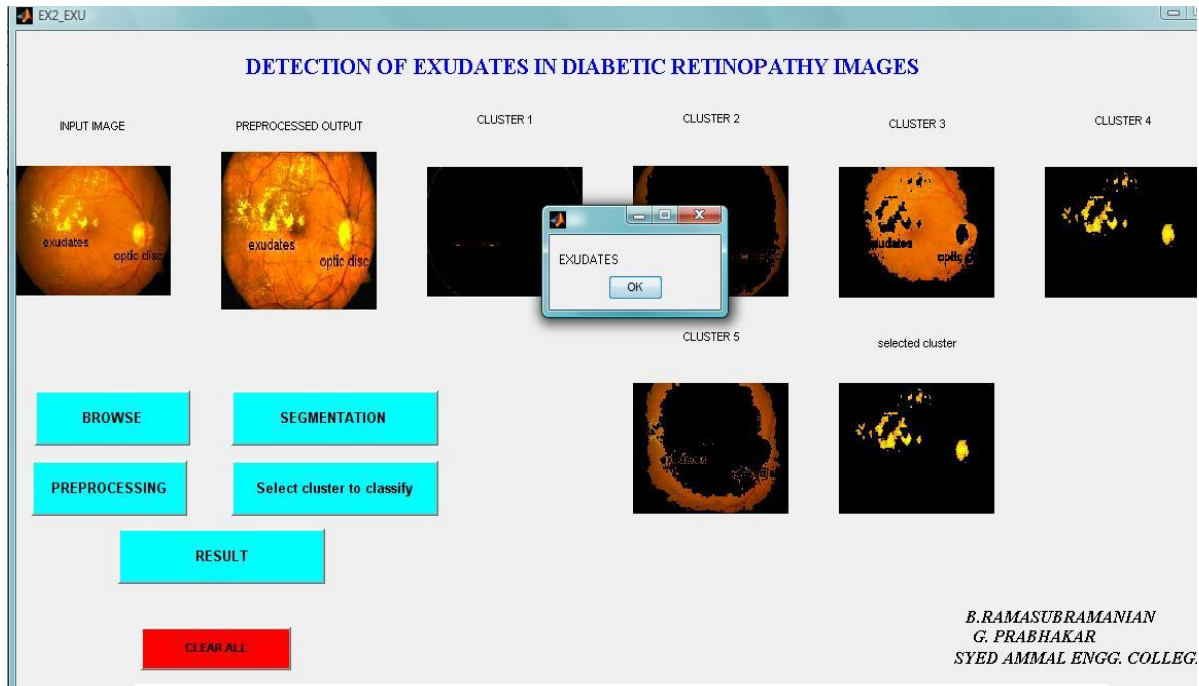 EX2_EXU
DETECTION OF EXUDATES IN DIABETIC RETINOPATHY IMAGES
INPUT IMAGE
PREPROCESSED OUTPUT
CLUSTER 1
CLUSTER 2
CLUSTER 3
CLUSTER 4
exudates
optic disc
exudates
optic disc
EXUDATES
OK
CLUSTER 5
selected cluster
BROWSE
SEGMENTATION
PREPROCESSING
Select cluster to classify
RESULT
CLEAR ALL
B.RAMASUBRAMANIAN
G. PRABHAKAR
SYED AMMAL ENGG. COLLEGE